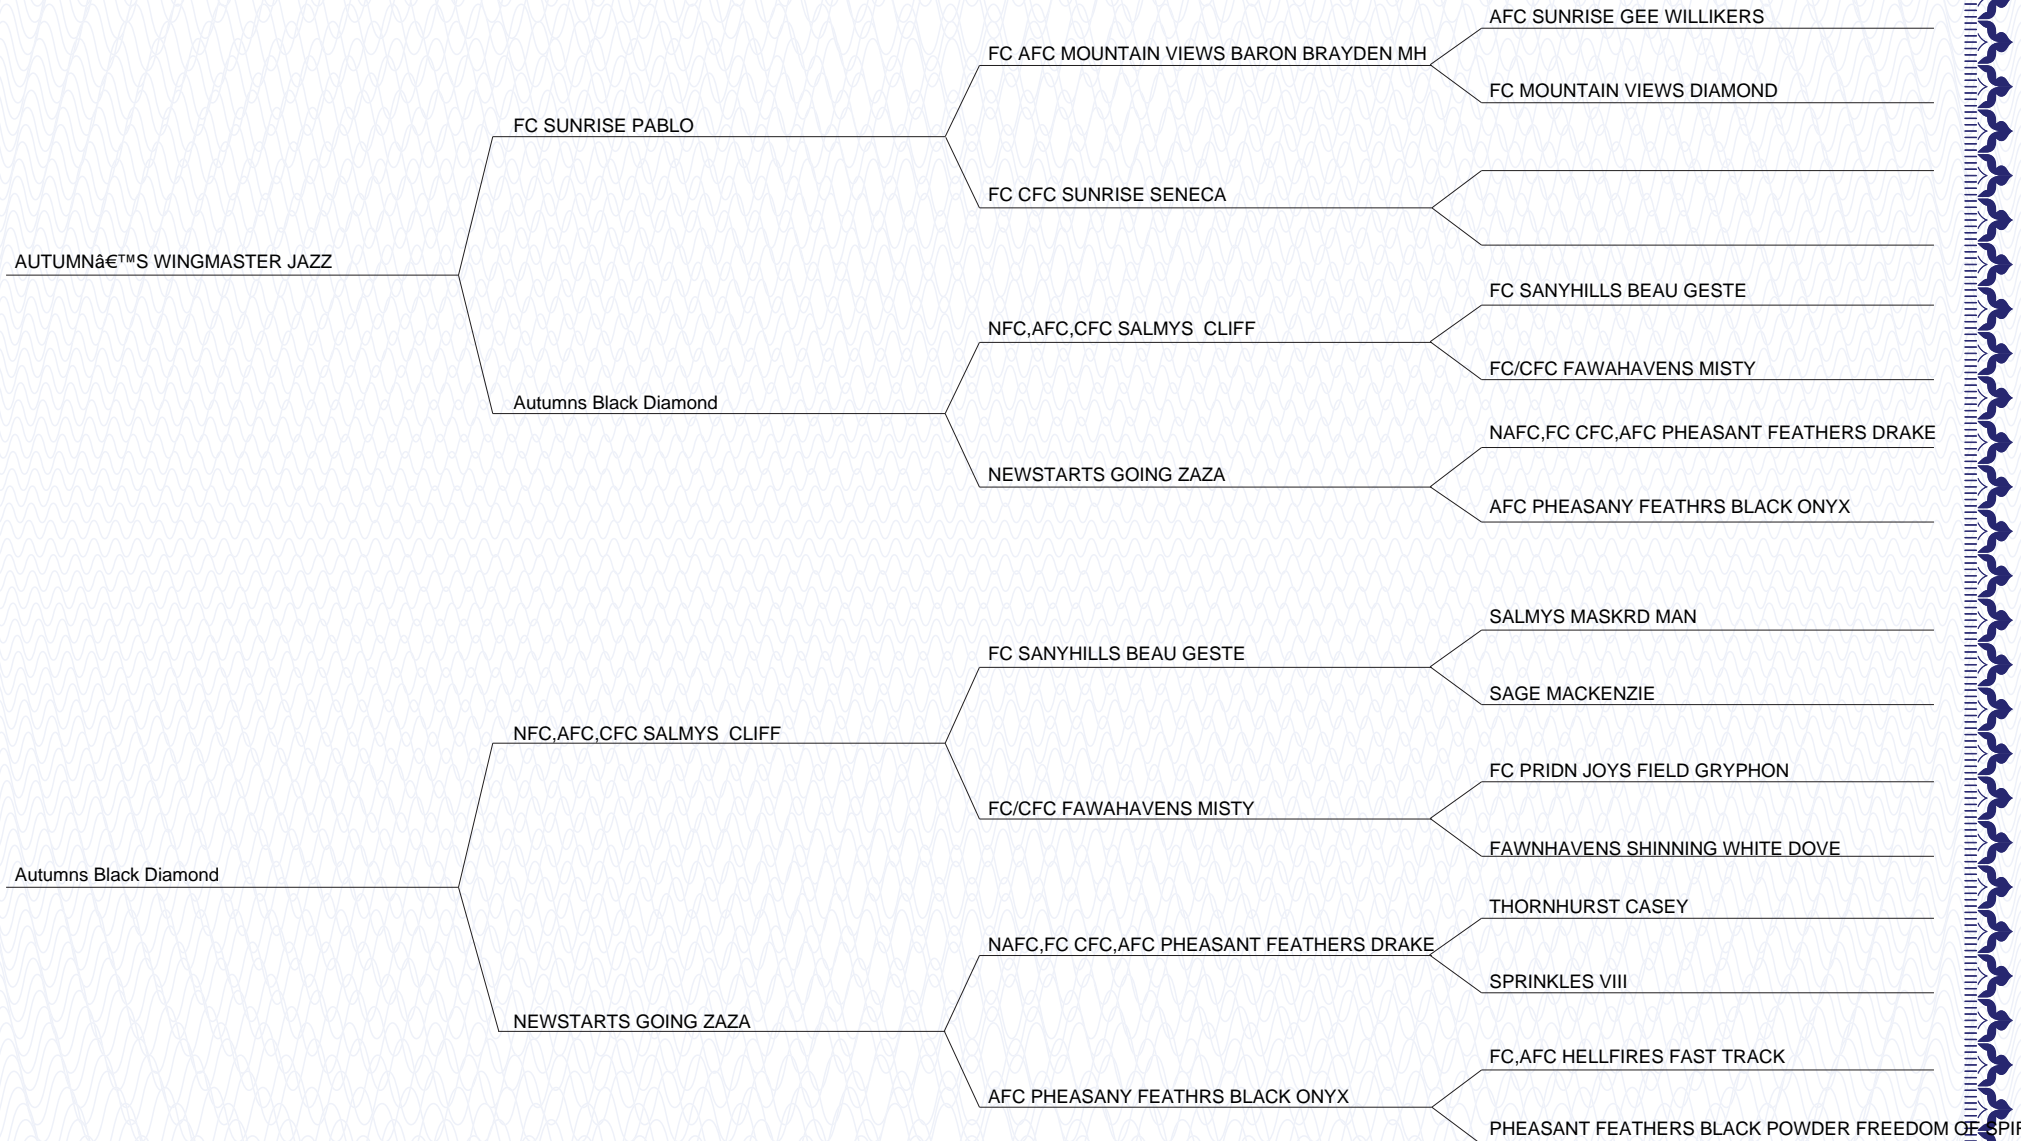 AFC SUNRISE GEE WILLIKERS
FC AFC MOUNTAIN VIEWS BARON BRAYDEN MH
FC MOUNTAIN VIEWS DIAMOND
FC SUNRISE PABLO
FC CFC SUNRISE SENECA
AUTUMNâ€™S WINGMASTER JAZZ
FC SANYHILLS BEAU GESTE
NFC,AFC,CFC SALMYS  CLIFF
FC/CFC FAWAHAVENS MISTY
Autumns Black Diamond
NAFC,FC CFC,AFC PHEASANT FEATHERS DRAKE
NEWSTARTS GOING ZAZA
AFC PHEASANY FEATHRS BLACK ONYX
SALMYS MASKRD MAN
FC SANYHILLS BEAU GESTE
SAGE MACKENZIE
NFC,AFC,CFC SALMYS  CLIFF
FC PRIDN JOYS FIELD GRYPHON
FC/CFC FAWAHAVENS MISTY
FAWNHAVENS SHINNING WHITE DOVE
Autumns Black Diamond
THORNHURST CASEY
NAFC,FC CFC,AFC PHEASANT FEATHERS DRAKE
SPRINKLES VIII
NEWSTARTS GOING ZAZA
FC,AFC HELLFIRES FAST TRACK
AFC PHEASANY FEATHRS BLACK ONYX
PHEASANT FEATHERS BLACK POWDER FREEDOM OF